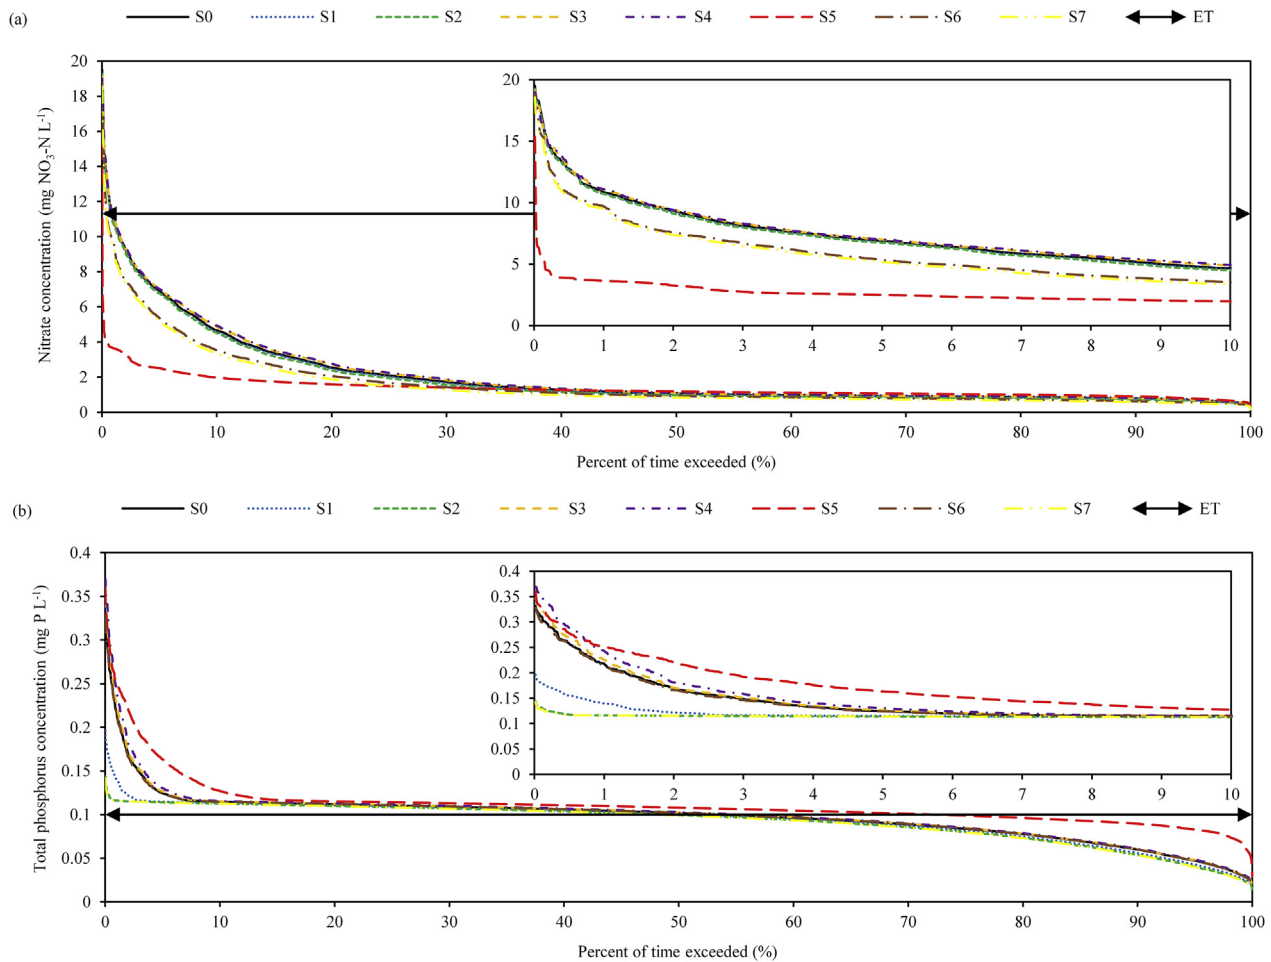 (a)
S0 S1 S2 S3 S4 S5 S6 S7 ET
Nitrate concentration (mg NO3-N L-1)
20
18
16
14
12
10
8
6
4
2
0
0 10 20 30 40 50 60 70 80 90 100
Percent of time exceeded (%)
20
15
10
5
0
0 1 2 3 4 5 6 7 8 9 10
(b)
S0 S1 S2 S3 S4 S5 S6 S7 ET
Total phosphorus concentration (mg P L-1)
0.4
0.35
0.3
0.25
0.2
0.15
0.1
0.05
0
0 10 20 30 40 50 60 70 80 90 100
Percent of time exceeded (%)
0.4
0.35
0.3
0.25
0.2
0.15
0.1
0.05
0
0 1 2 3 4 5 6 7 8 9 10